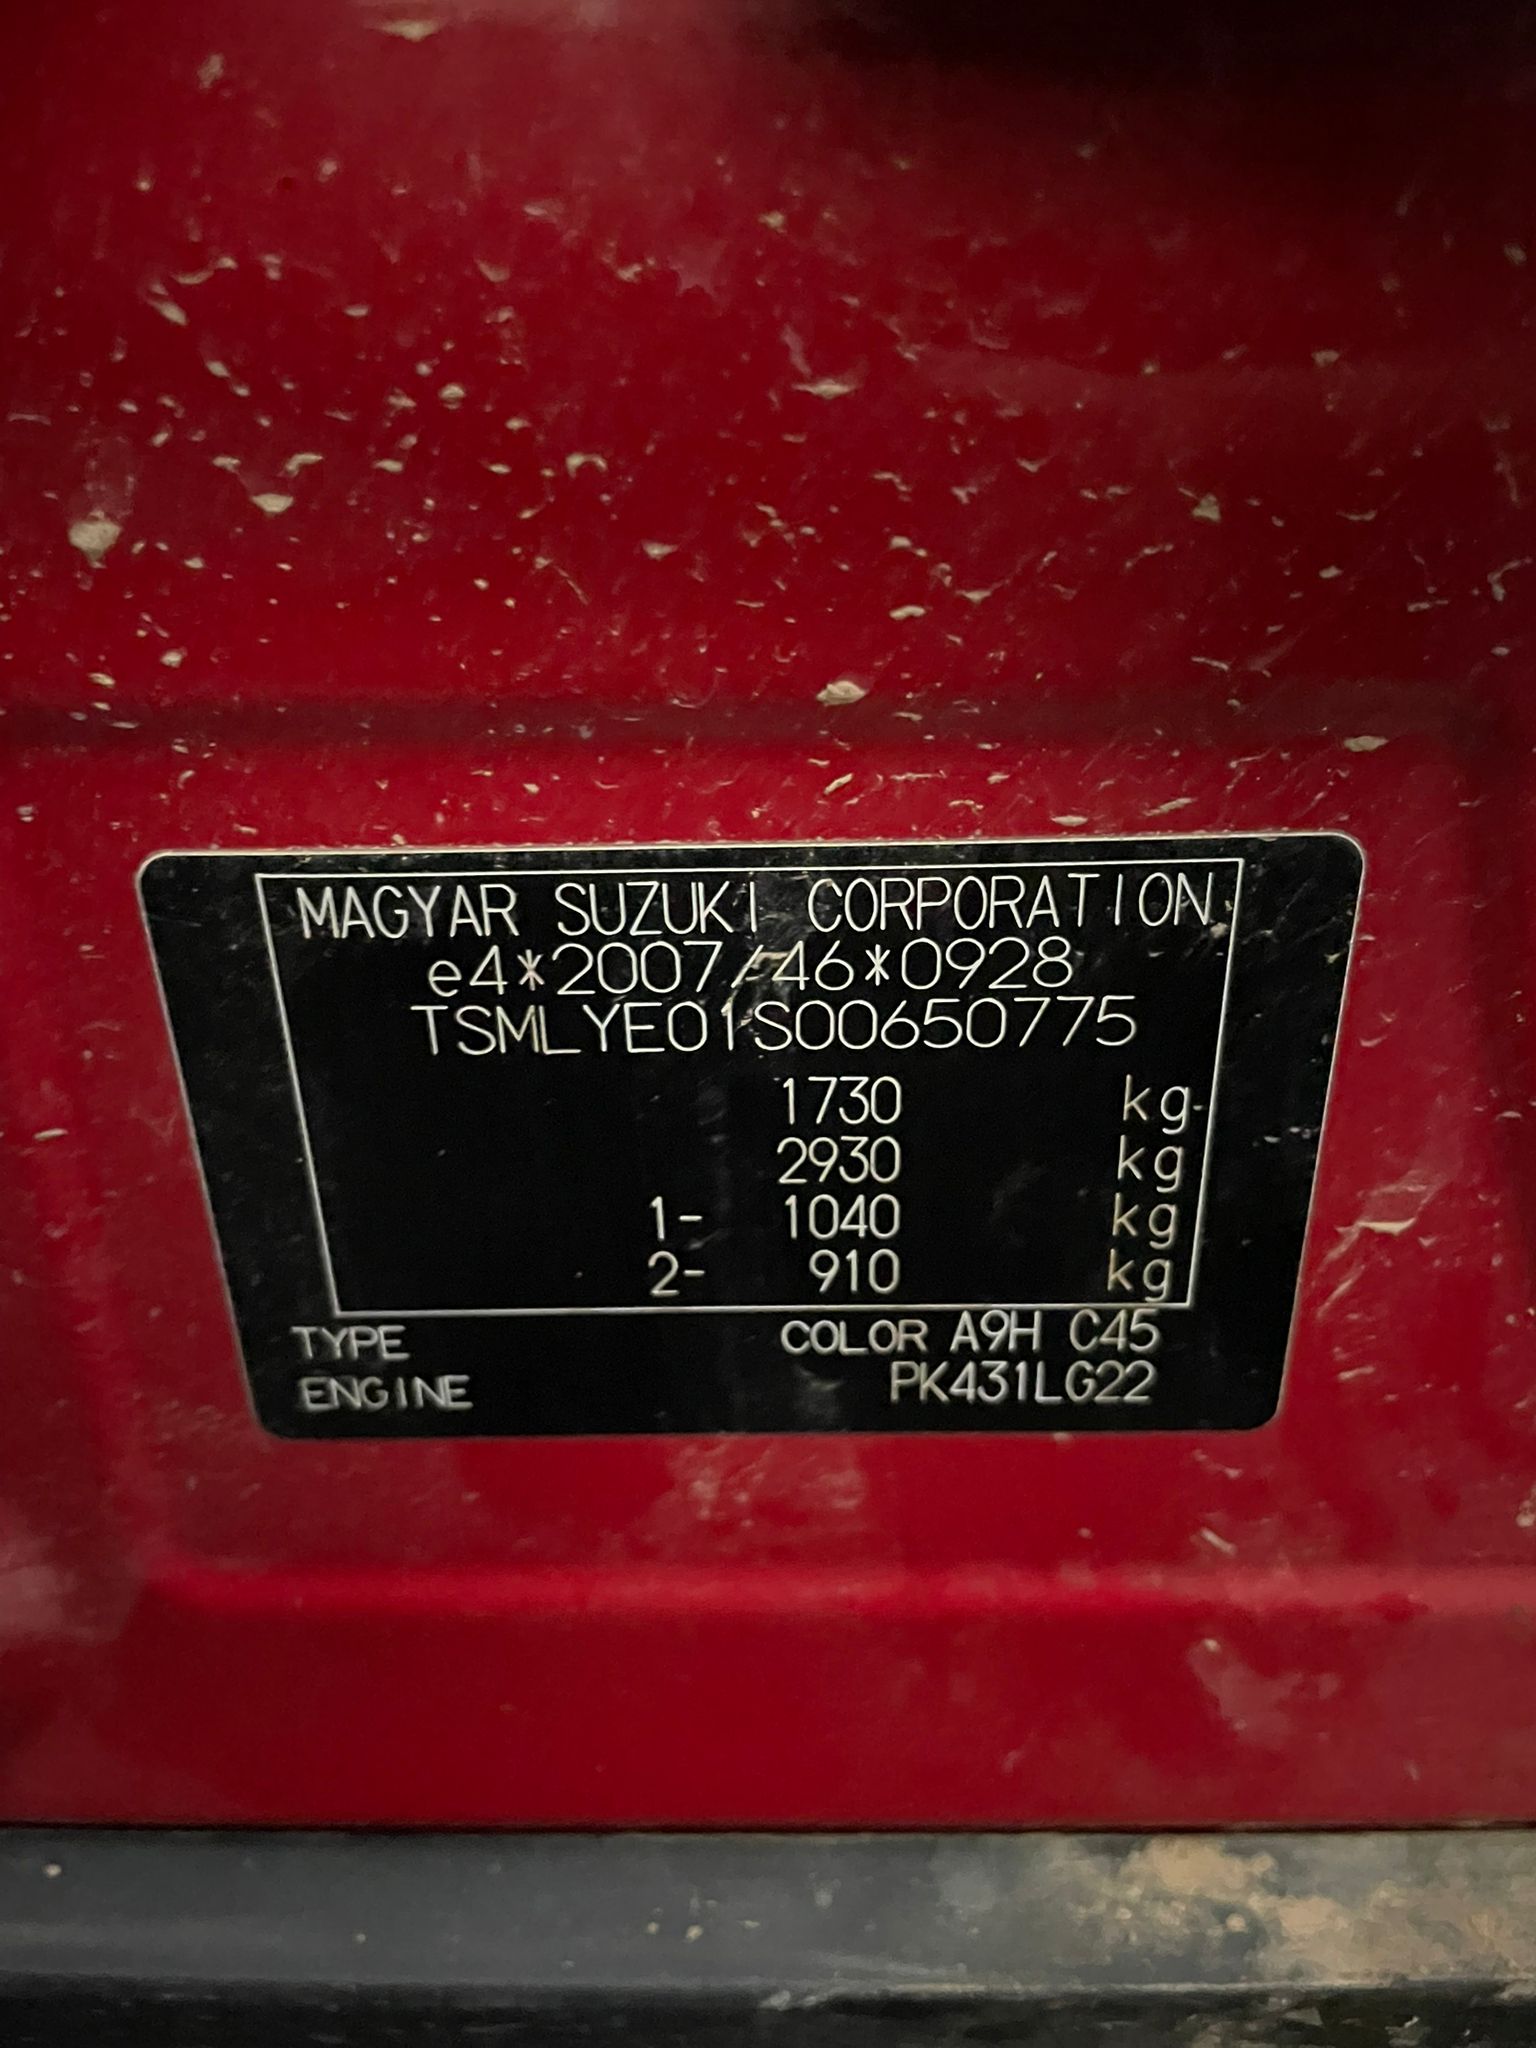 MAGYAR SUZUKI CORPORATION
e4*2007/46*0928
TSMLYE01S00650775
1730 kg
2930 kg
1- 1040 kg
2- 910 kg
TYPE COLOR A9H C45
ENGINE PK431LG22